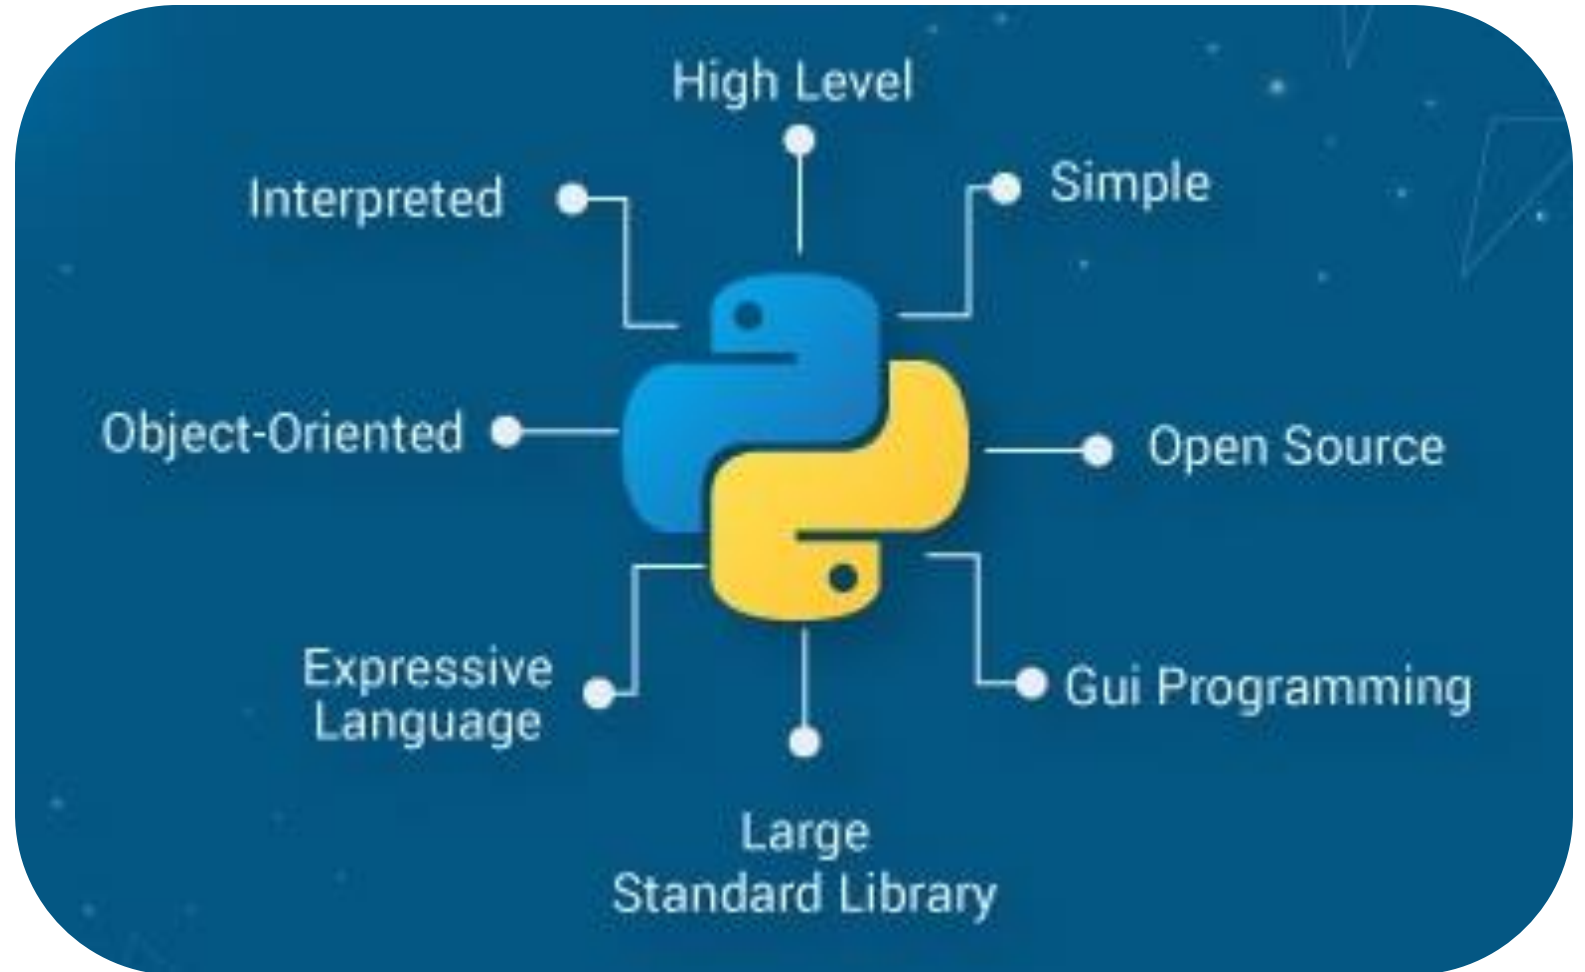 High Level
Interpreted
Simple
Object-Oriented
Open Source
Expressive
Language
Gui Programming
Large
Standard Library